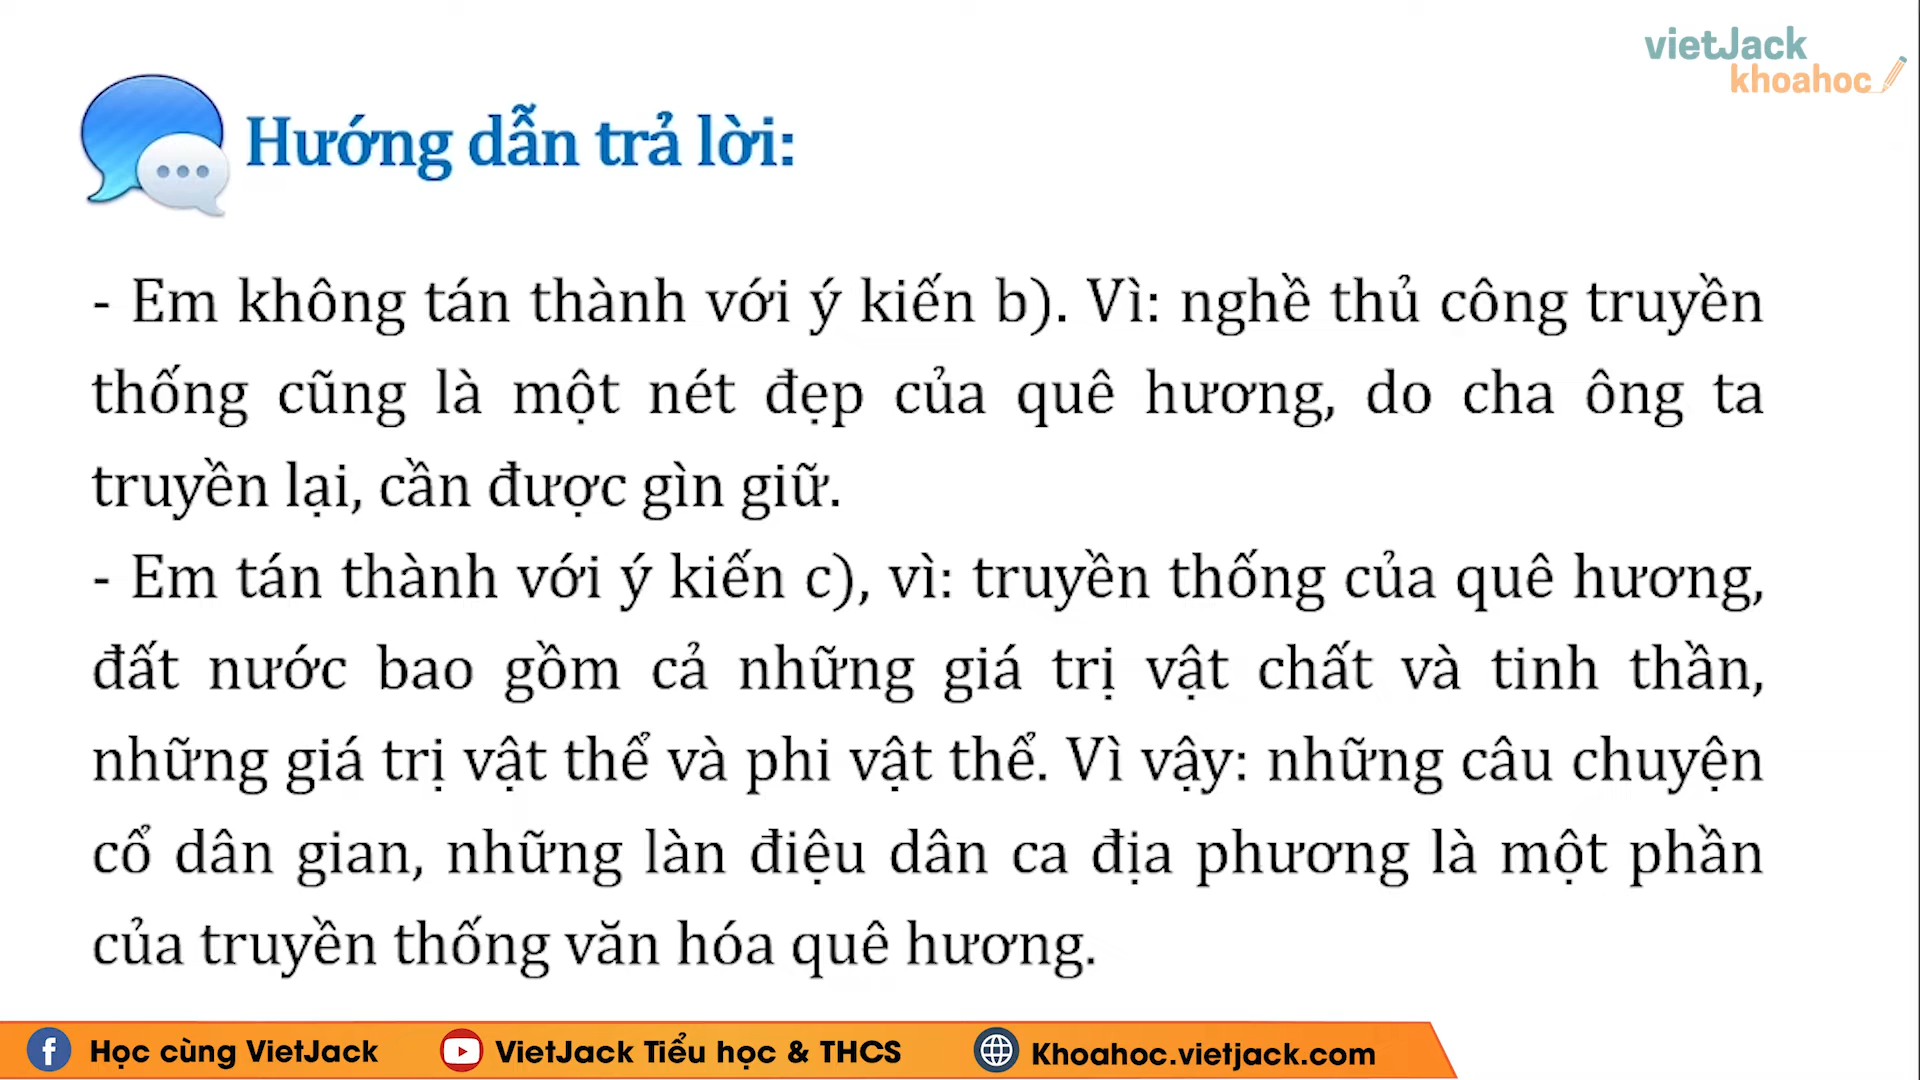 vietJack
khoahoc
Hướng dẫn trả lời:
- Em không tán thành với ý kiến b). Vì: nghề thủ công truyền
thống cũng là một nét đẹp của quê hương, do cha ông ta
truyền lại, cần được gìn giữ.
- Em tán thành với ý kiến c), vì: truyền thống của quê hương,
đất nước bao gồm cả những giá trị vật chất và tinh thần,
những giá trị vật thể và phi vật thể. Vì vậy: những câu chuyện
cổ dân gian, những làn điệu dân ca địa phương là một phần
của truyền thống văn hóa quê hương.
Học cùng VietJack
VietJack Tiểu học & THCS
Khoahoc.vietjack.com